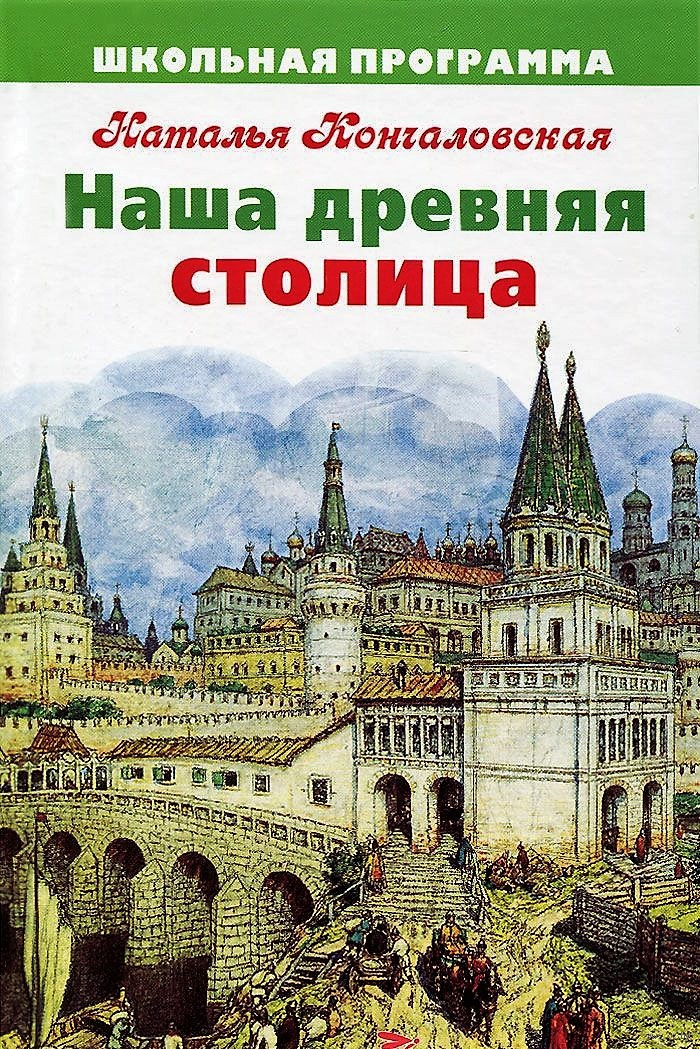 ШКОЛЬНАЯ ПРОГРАММА
Наталья Кончаловская
Наша древняя
столица